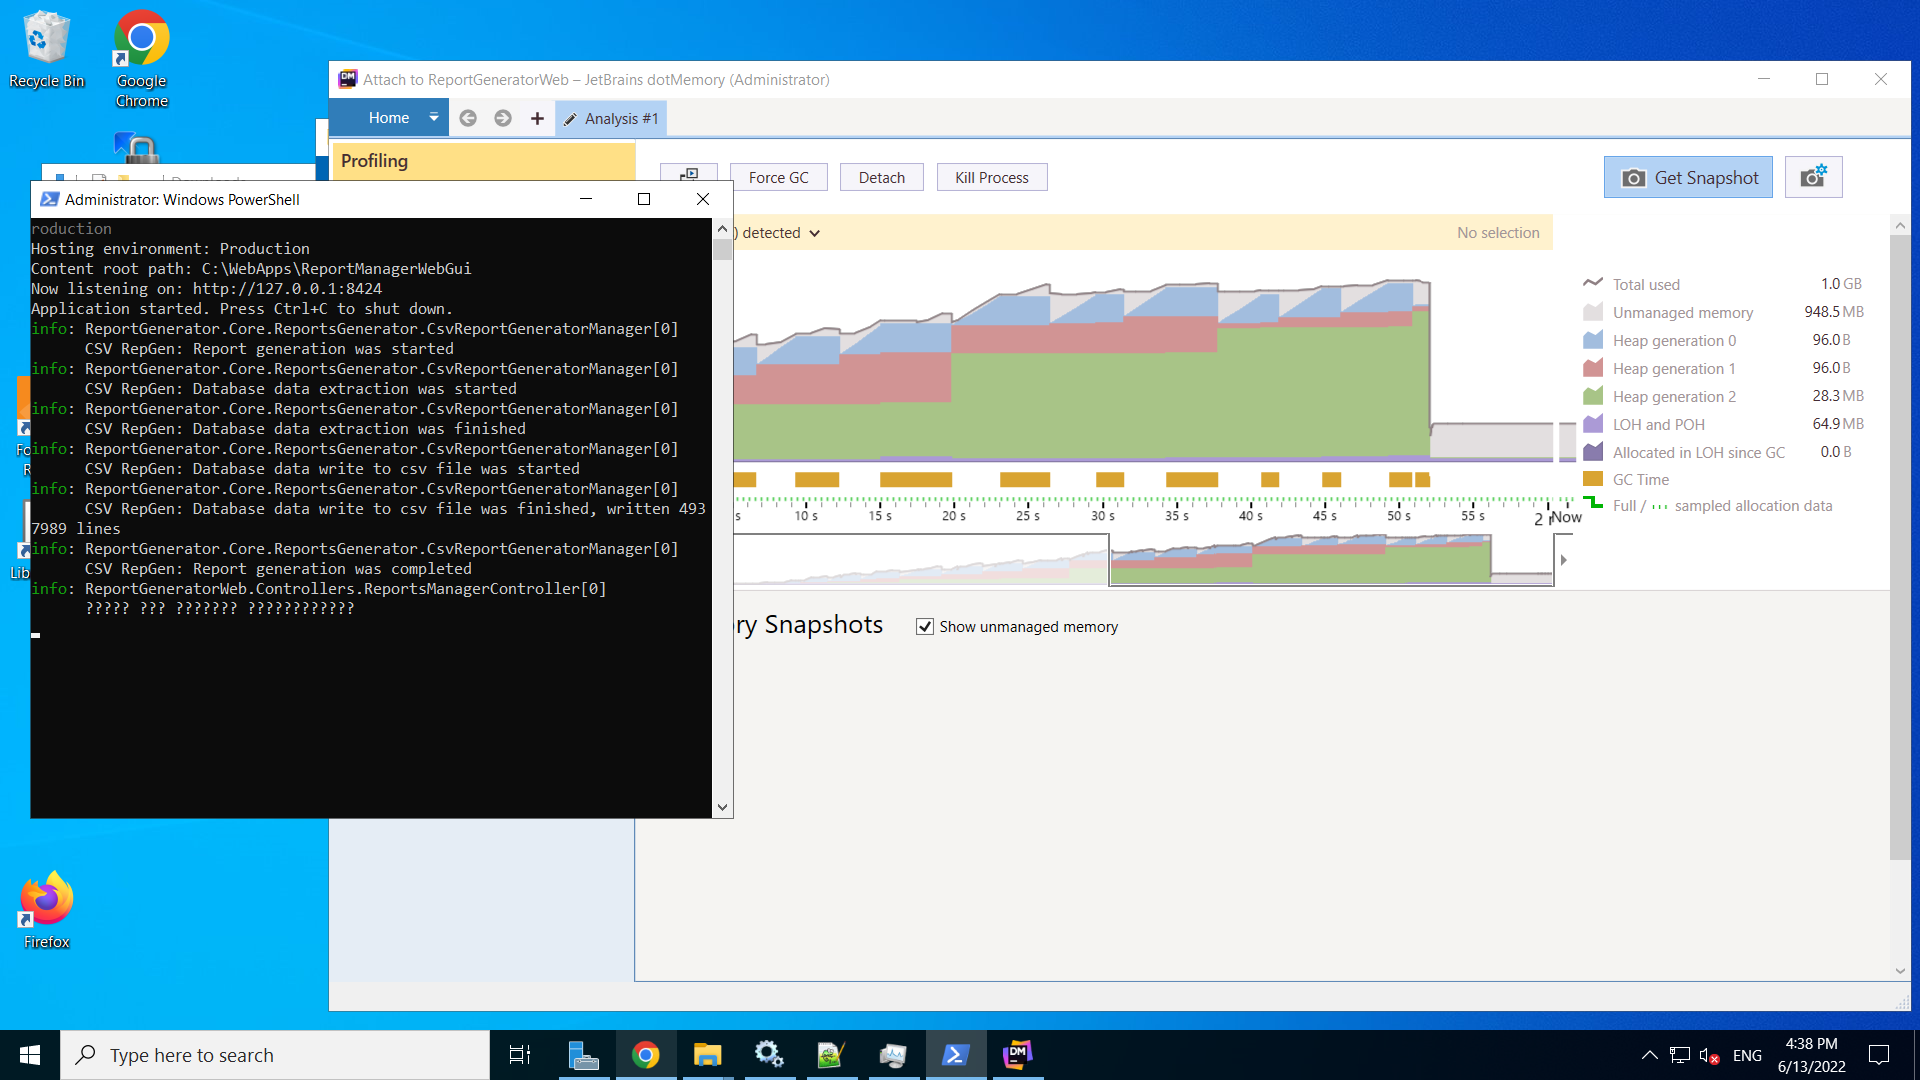 Recycle Bin
Google
Chrome
Attach to ReportGeneratorWeb – JetBrains dotMemory (Administrator)
Home
Analysis #1
Profiling
Force GC
Detach
Kill Process
Get Snapshot
) detected
No selection
Administrator: Windows PowerShell
roduction
Hosting environment: Production
Content root path: C:\WebApps\ReportManagerWebGui
Now listening on: http://127.0.0.1:8424
Application started. Press Ctrl+C to shut down.
info: ReportGenerator.Core.ReportsGenerator.CsvReportGeneratorManager[0]
CSV RepGen: Report generation was started
info: ReportGenerator.Core.ReportsGenerator.CsvReportGeneratorManager[0]
CSV RepGen: Database data extraction was started
info: ReportGenerator.Core.ReportsGenerator.CsvReportGeneratorManager[0]
CSV RepGen: Database data extraction was finished
info: ReportGenerator.Core.ReportsGenerator.CsvReportGeneratorManager[0]
CSV RepGen: Database data write to csv file was started
info: ReportGenerator.Core.ReportsGenerator.CsvReportGeneratorManager[0]
CSV RepGen: Database data write to csv file was finished, written 493
7989 lines
info: ReportGenerator.Core.ReportsGenerator.CsvReportGeneratorManager[0]
CSV RepGen: Report generation was completed
info: ReportGeneratorWeb.Controllers.ReportsManagerController[0]
????? ??? ??????? ????????????
Total used 1.0 GB
Unmanaged memory 948.5 MB
Heap generation 0 96.0 B
Heap generation 1 96.0 B
Heap generation 2 28.3 MB
LOH and POH 64.9 MB
Allocated in LOH since GC 0.0 B
GC Time
Full / sampled allocation data
s 10 s 15 s 20 s 25 s 30 s 35 s 40 s 45 s 50 s 55 s 2 Now
ry Snapshots
Show unmanaged memory
Firefox
Type here to search
ENG
4:38 PM
6/13/2022